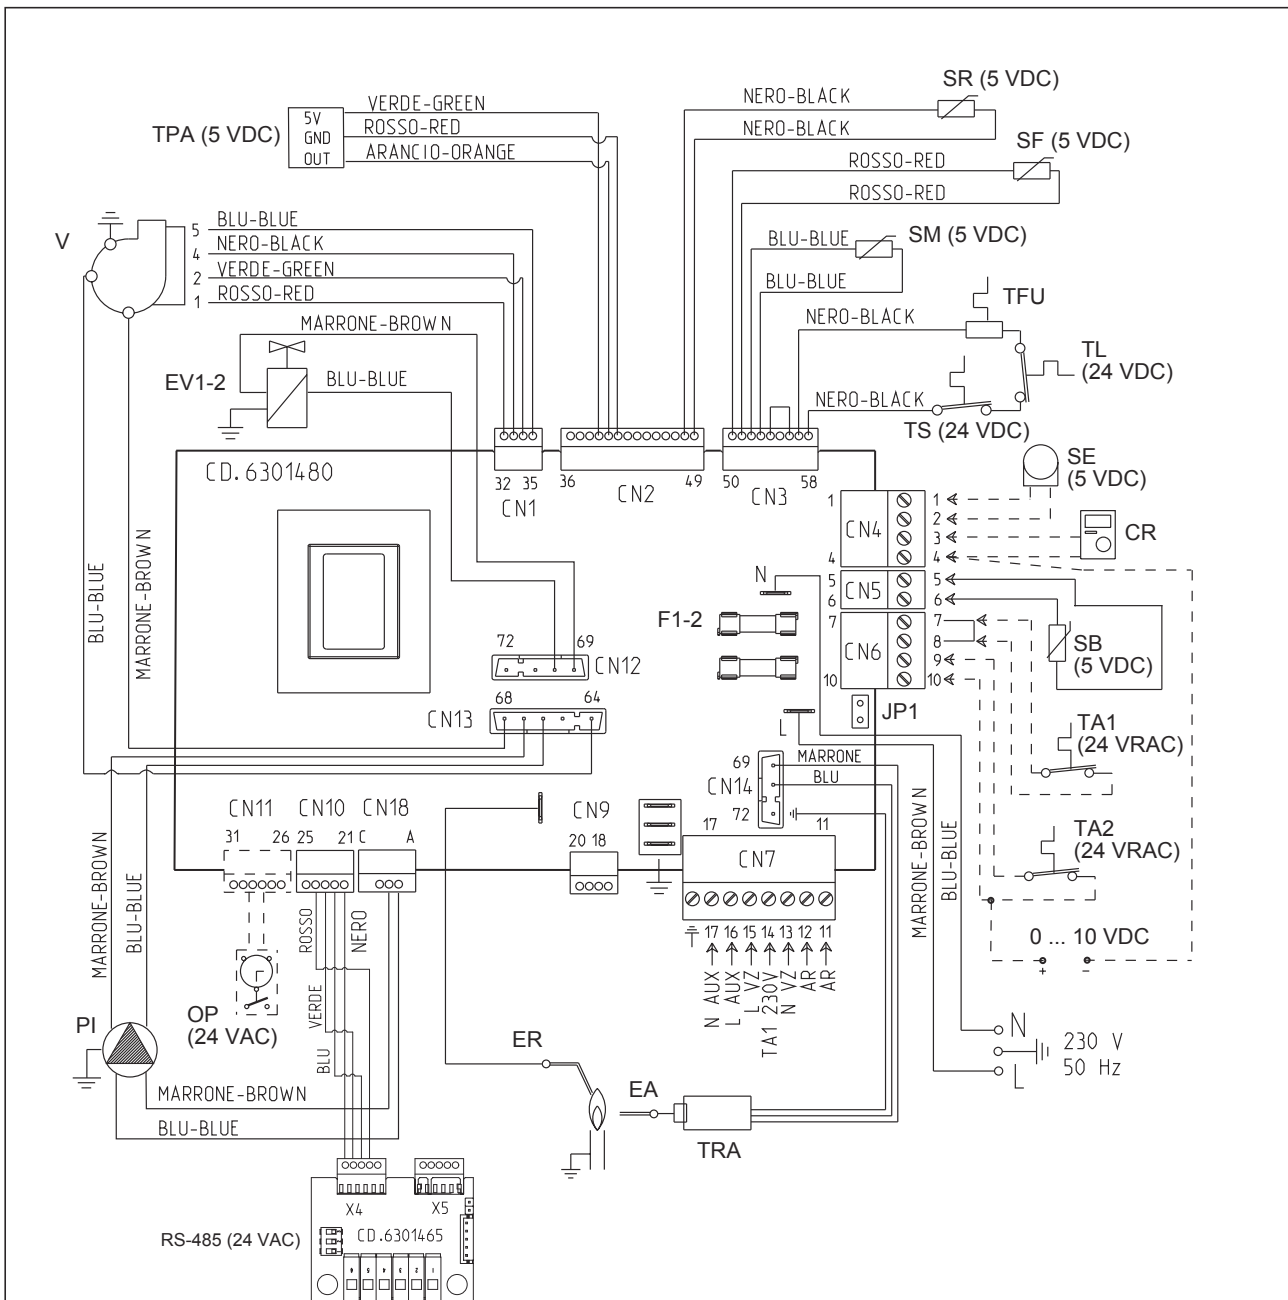 SR (5 VDC)
NERO-BLACK
NERO-BLACK
VERDE-GREEN
TPA (5 VDC)
5V
GND
OUT
ROSSO-RED
ARANCIO-ORANGE
SF (5 VDC)
ROSSO-RED
ROSSO-RED
V
5
BLU-BLUE
4
NERO-BLACK
2
VERDE-GREEN
1
ROSSO-RED
SM (5 VDC)
BLU-BLUE
BLU-BLUE
TFU
NERO-BLACK
TL
(24 VDC)
NERO-BLACK
TS (24 VDC)
MARRONE-BROWN
EV1-2
BLU-BLUE
CD.6301480
32 35
CN1
36 49
CN2
50 58
CN3
SE
(5 VDC)
CR
1
4
CN4
1
2
3
4
5
6
CN5
5
6
7
10
CN6
7
8
9
10
SB
(5 VDC)
JP1
N
F1-2
L
BLU-BLUE
MARRONE-BROWN
72 69
CN12
68 64
CN13
69
CN14
72
MARRONE
BLU
TA1
(24 VRAC)
TA2
(24 VRAC)
0 ... 10 VDC
+ -
MARRONE-BROWN
BLU-BLUE
N
L
230 V
50 Hz
CN11
31 26
CN10
25 21
CN18
C A
CN9
20 18
17 11
CN7
17 16 15 14 13 12 11
N AUX
L AUX
L VZ
TA1 230V
N VZ
AR
AR
MARRONE-BROWN
BLU-BLUE
ROSSO
VERDE
BLU
NERO
OP
(24 VAC)
PI
MARRONE-BROWN
BLU-BLUE
ER
EA
TRA
X4 X5
RS-485 (24 VAC)
CD.6301465
6 5 4 3 2 1